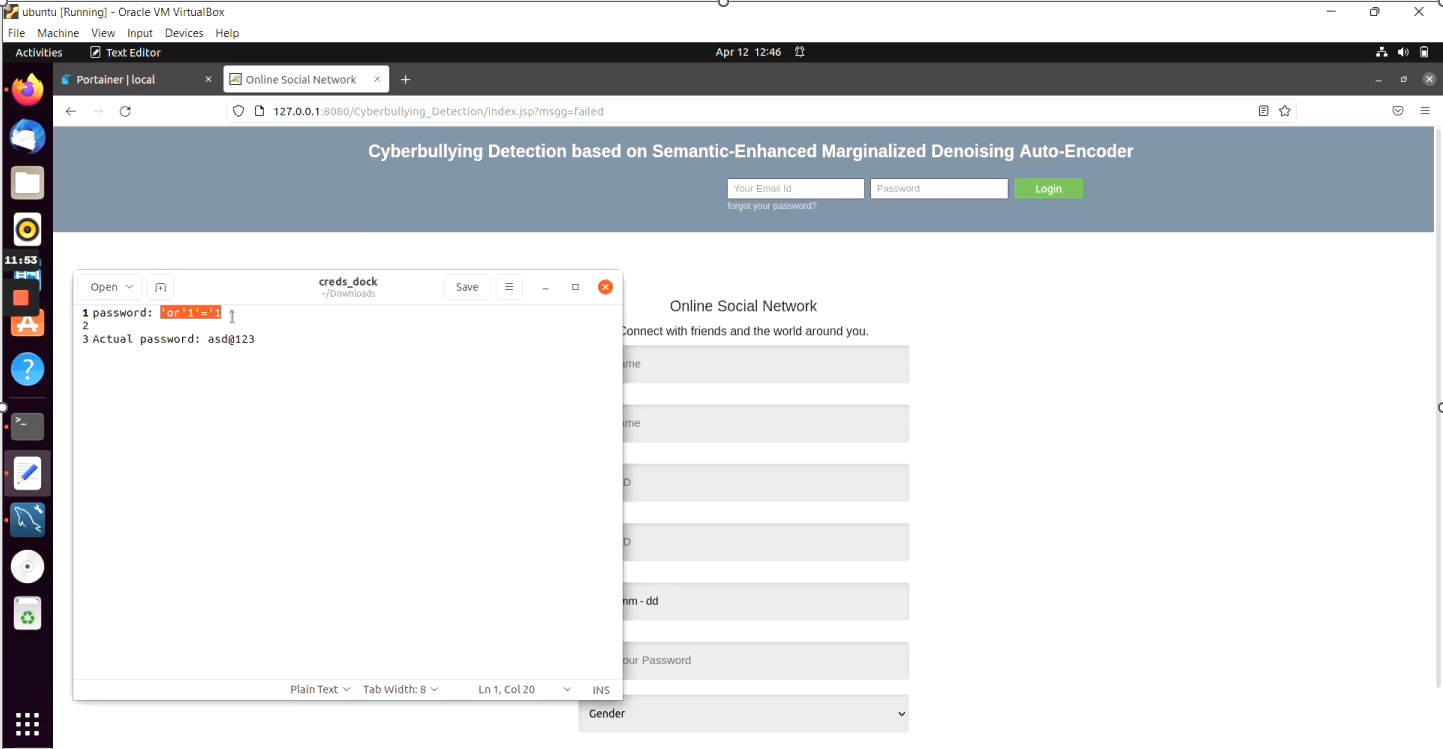 ubuntu [Running] - Oracle VM VirtualBox
File Machine View Input Devices Help
Activities Text Editor Apr 12 12:46
Portainer | local × Online Social Network × +
127.0.0.1:8080/Cyberbullying_Detection/index.jsp?msgg=failed
Cyberbullying Detection based on Semantic-Enhanced Marginalized Denoising Auto-Encoder
Your Email Id Password Login
forgot your password?
11:53
Open creds_dock Save
~/Downloads
1 password: 'or'1'='1
2
3 Actual password: asd@123
Plain Text Tab Width: 8 Ln 1, Col 20 INS
Online Social Network
Connect with friends and the world around you.
ame
ame
D
D
mm - dd
our Password
Gender